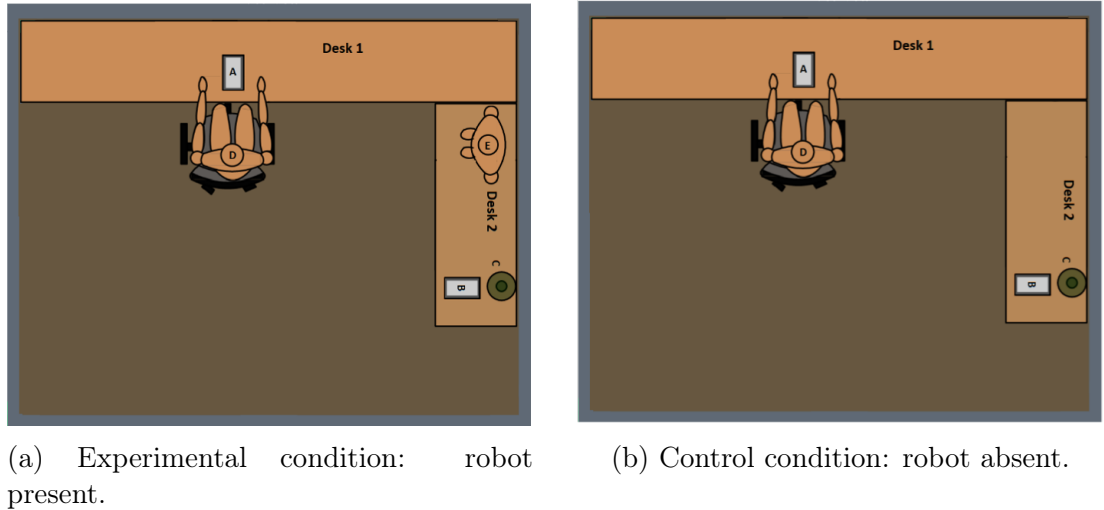 Desk 1
A
D
E
Desk 2
C
B
(a) Experimental condition: robot
present.
Desk 1
A
D
Desk 2
C
B
(b) Control condition: robot absent.